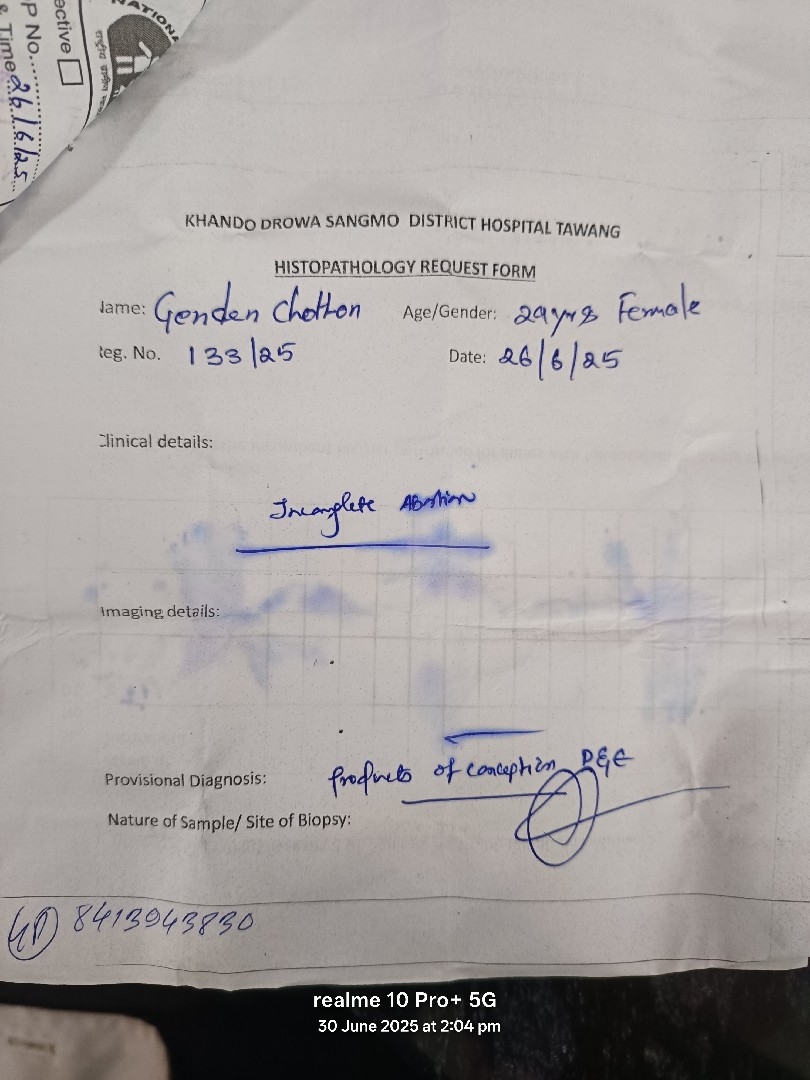 NATIONA
ective
P No.
& Time 26/6/25
KHANDO DROWA SANGMO DISTRICT HOSPITAL TAWANG
HISTOPATHOLOGY REQUEST FORM
Name: Genden Chotton Age/Gender: 29yrs Female
Reg. No. 133/25 Date: 26/6/25
Clinical details:
Incomplete Abortion
Imaging details:
Provisional Diagnosis: Products of conception D&E
Nature of Sample/ Site of Biopsy:
8413943830
realme 10 Pro+ 5G
30 June 2025 at 2:04 pm